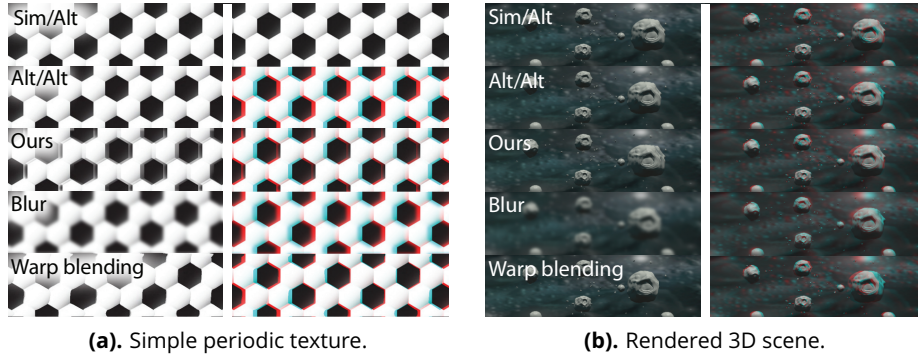 Sim/Alt
Alt/Alt
Ours
Blur
Warp blending
(a). Simple periodic texture.
Sim/Alt
Alt/Alt
Ours
Blur
Warp blending
(b). Rendered 3D scene.